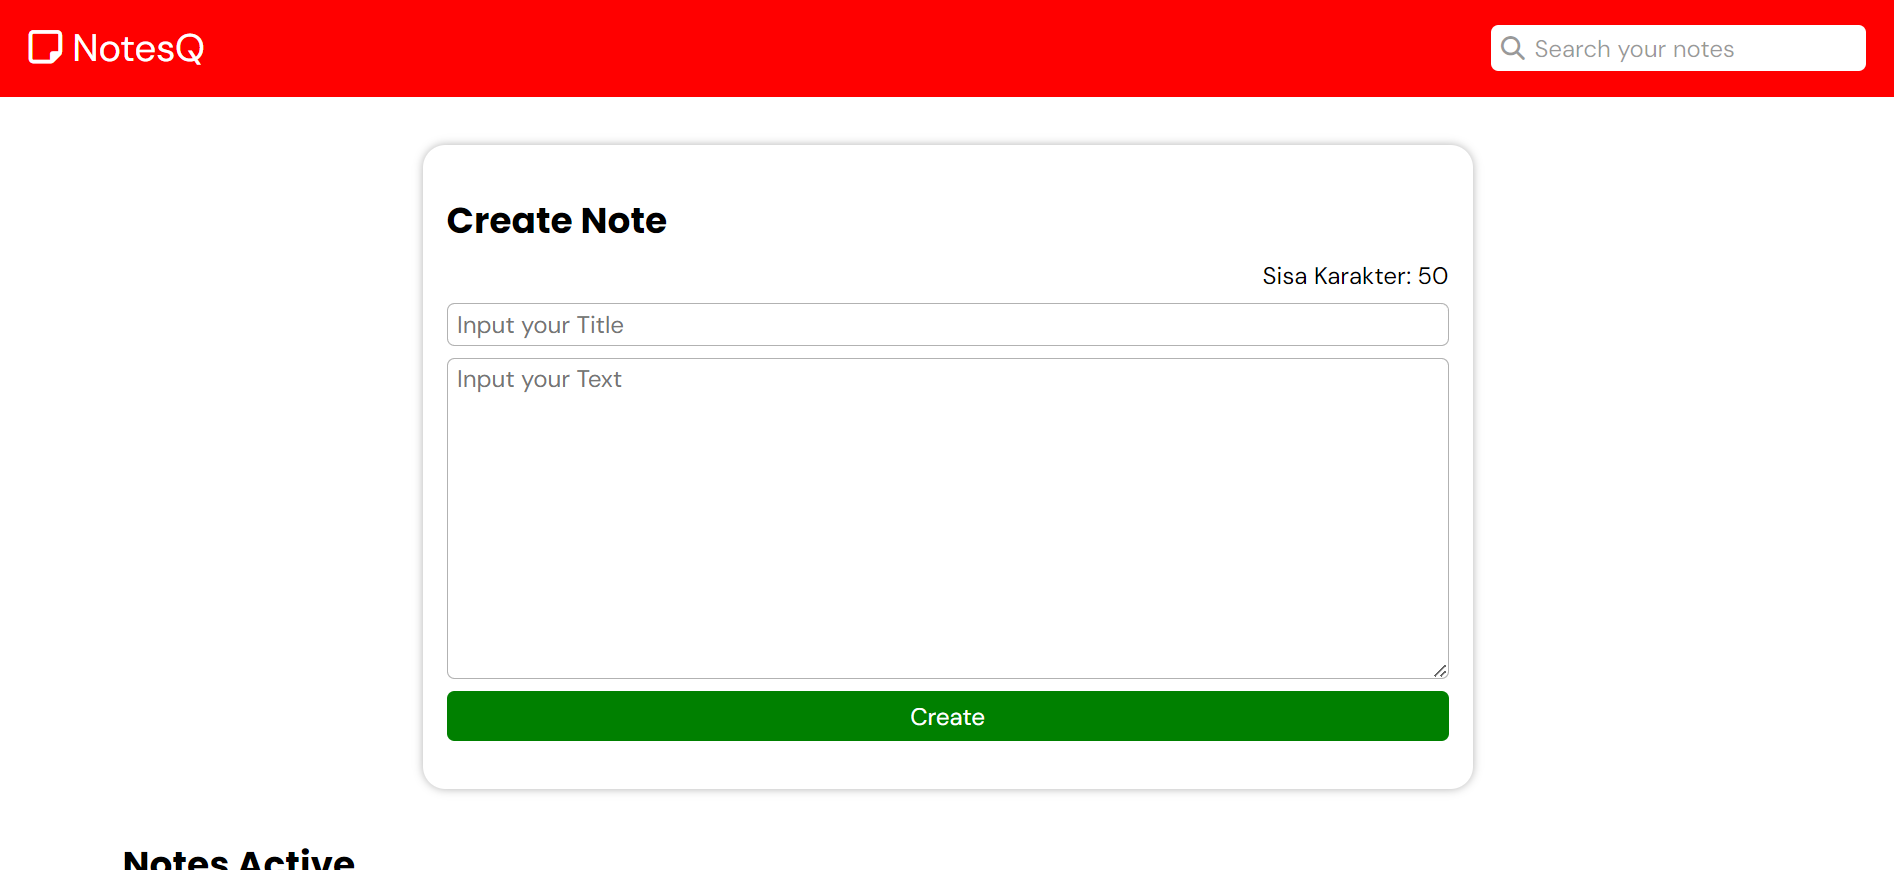 NotesQ
Search your notes
Create Note
Sisa Karakter: 50
Input your Title
Input your Text
Create
Notes Active